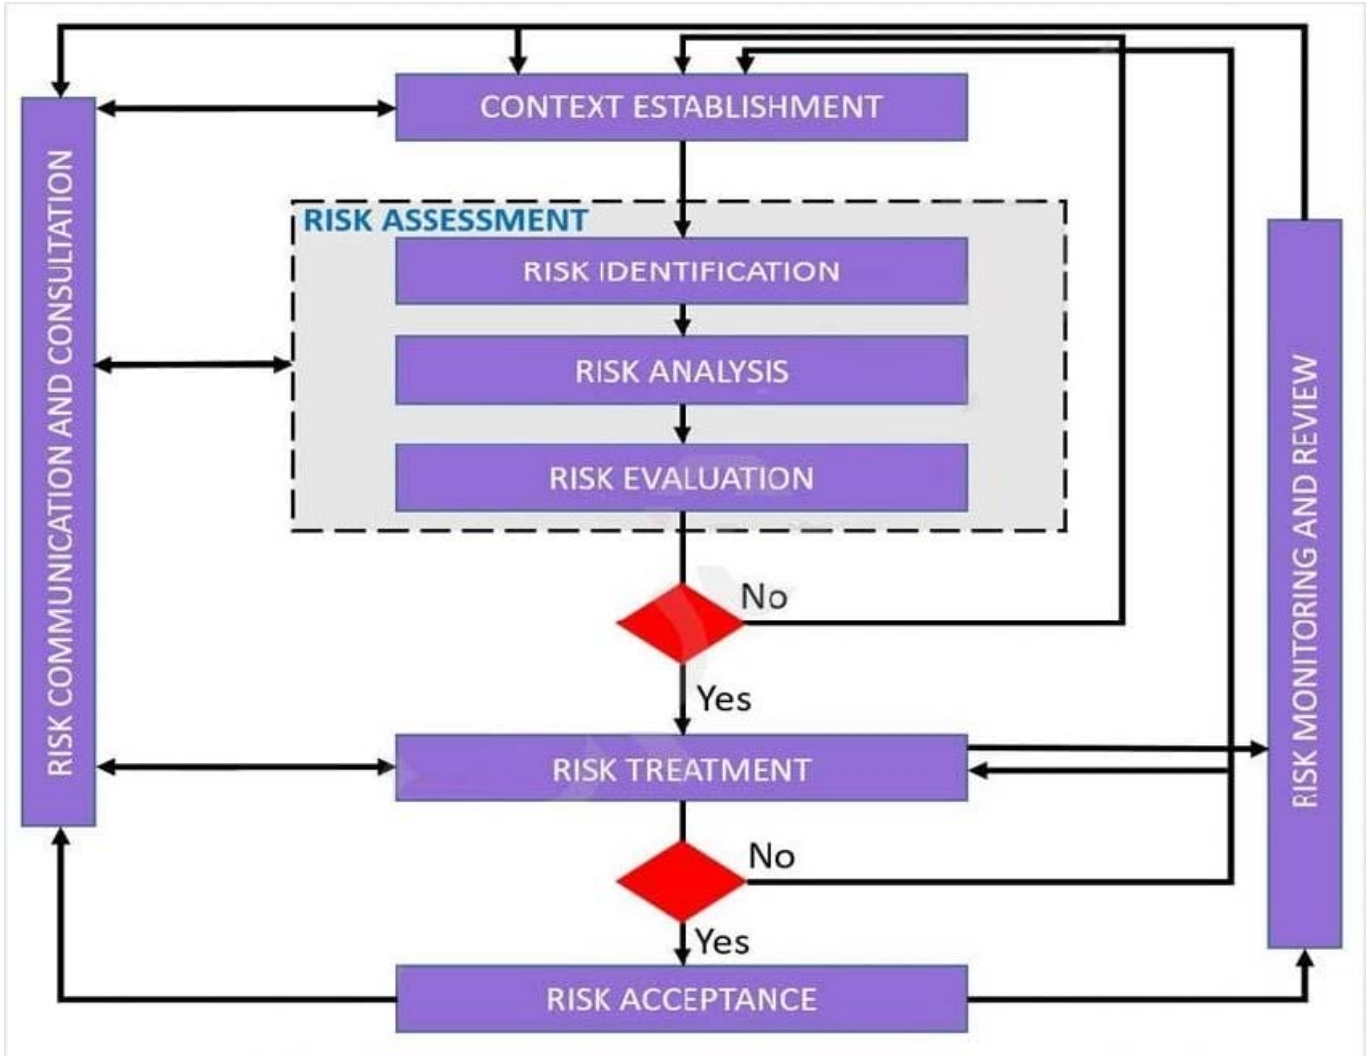 CONTEXT ESTABLISHMENT
RISK COMMUNICATION AND CONSULTATION
RISK ASSESSMENT
RISK IDENTIFICATION
RISK ANALYSIS
RISK EVALUATION
No
Yes
RISK MONITORING AND REVIEW
RISK TREATMENT
No
Yes
RISK ACCEPTANCE